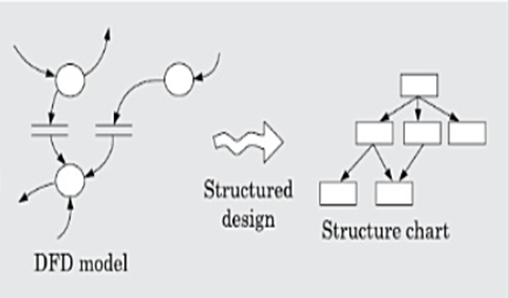 Structured
design
Structure chart
DFD model